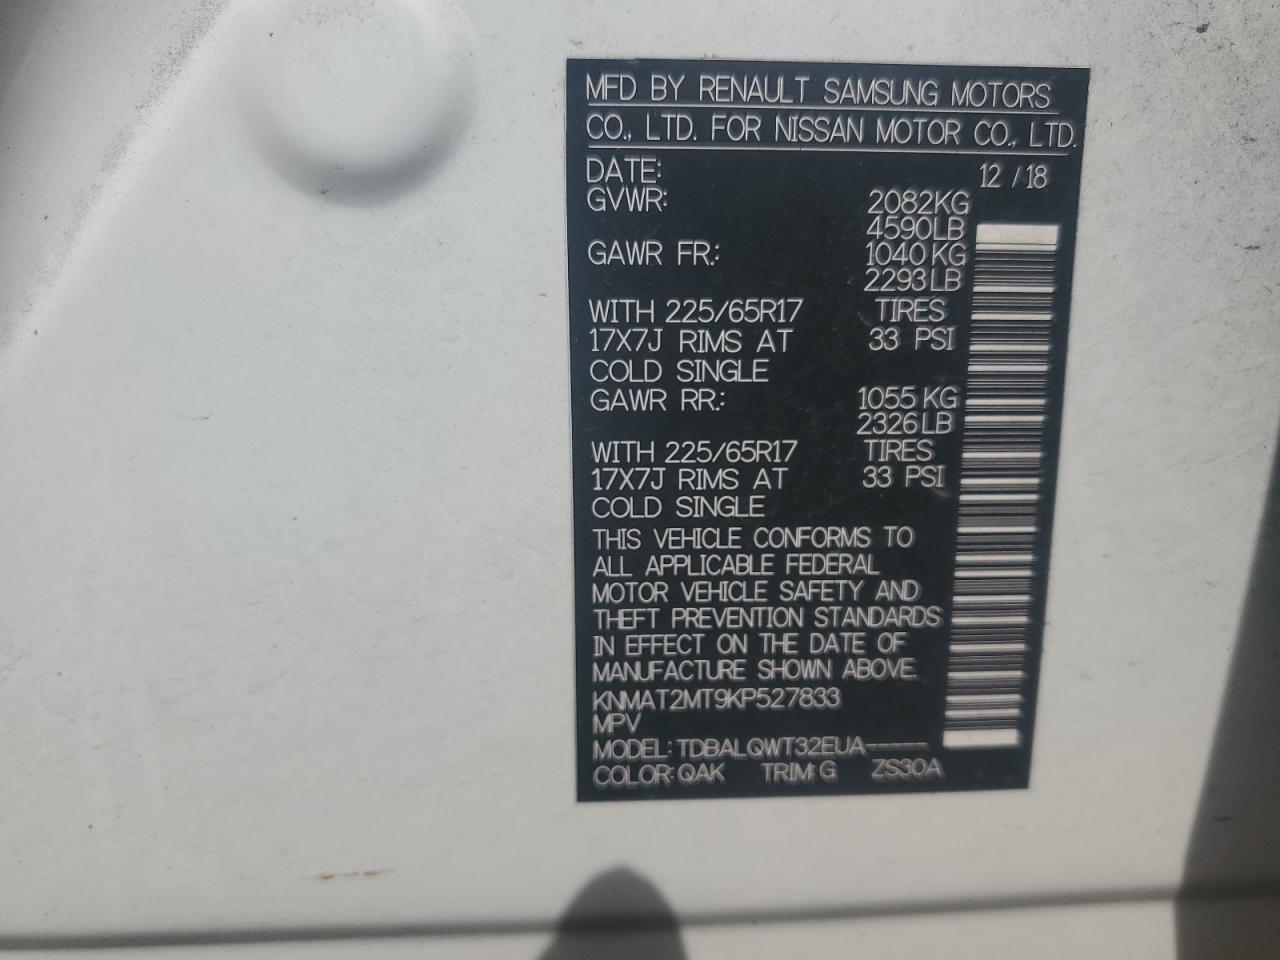 MFD BY RENAULT SAMSUNG MOTORS
CO., LTD. FOR NISSAN MOTOR CO., LTD.
DATE: 12 /18
GVWR: 2082KG
4590LB
GAWR FR.: 1040KG
2293LB
WITH 225/65R17 TIRES
17X7J RIMS AT 33 PSI
COLD SINGLE
GAWR RR.: 1055KG
2326LB
WITH 225/65R17 TIRES
17X7J RIMS AT 33 PSI
COLD SINGLE
THIS VEHICLE CONFORMS TO
ALL APPLICABLE FEDERAL
MOTOR VEHICLE SAFETY AND
THEFT PREVENTION STANDARDS
IN EFFECT ON THE DATE OF
MANUFACTURE SHOWN ABOVE.
KNMAT2MT9KP527833
MPV
MODEL: TDBALQWT32EUA-----
COLOR: QAK TRIM: G ZS30A